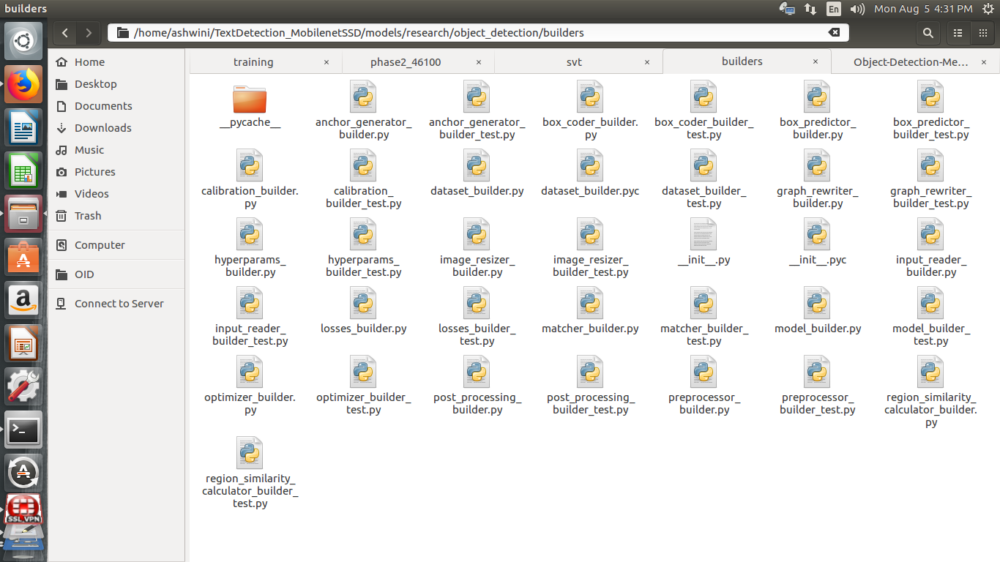 builders
En
Mon Aug 5 4:31 PM
/home/ashwini/TextDetection_MobilenetSSD/models/research/object_detection/builders
Home
Desktop
Documents
Downloads
Music
Pictures
Videos
Trash
Computer
OID
Connect to Server
training
phase2_46100
svt
builders
Object-Detection-Me...
__pycache__
anchor_generator_
builder.py
anchor_generator_
builder_test.py
box_coder_builder.
py
box_coder_builder_
test.py
box_predictor_
builder.py
box_predictor_
builder_test.py
calibration_builder.
py
calibration_
builder_test.py
dataset_builder.py
dataset_builder.pyc
dataset_builder_
test.py
graph_rewriter_
builder.py
graph_rewriter_
builder_test.py
hyperparams_
builder.py
hyperparams_
builder_test.py
image_resizer_
builder.py
image_resizer_
builder_test.py
__init__.py
__init__.pyc
input_reader_
builder.py
input_reader_
builder_test.py
losses_builder.py
losses_builder_
test.py
matcher_builder.py
matcher_builder_
test.py
model_builder.py
model_builder_
test.py
optimizer_builder.
py
optimizer_builder_
test.py
post_processing_
builder.py
post_processing_
builder_test.py
preprocessor_
builder.py
preprocessor_
builder_test.py
region_similarity_
calculator_builder.
py
region_similarity_
calculator_builder_
test.py
SSL VPN